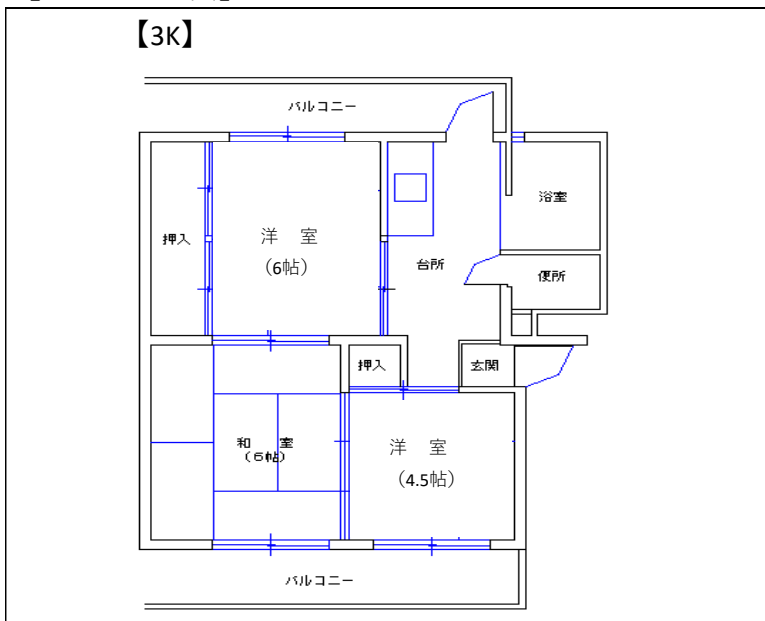 【3K】
バルコニー
浴室
押入
洋 室
(6帖)
台所
便所
押入
玄関
和 室
(6帖)
洋 室
(4.5帖)
バルコニー